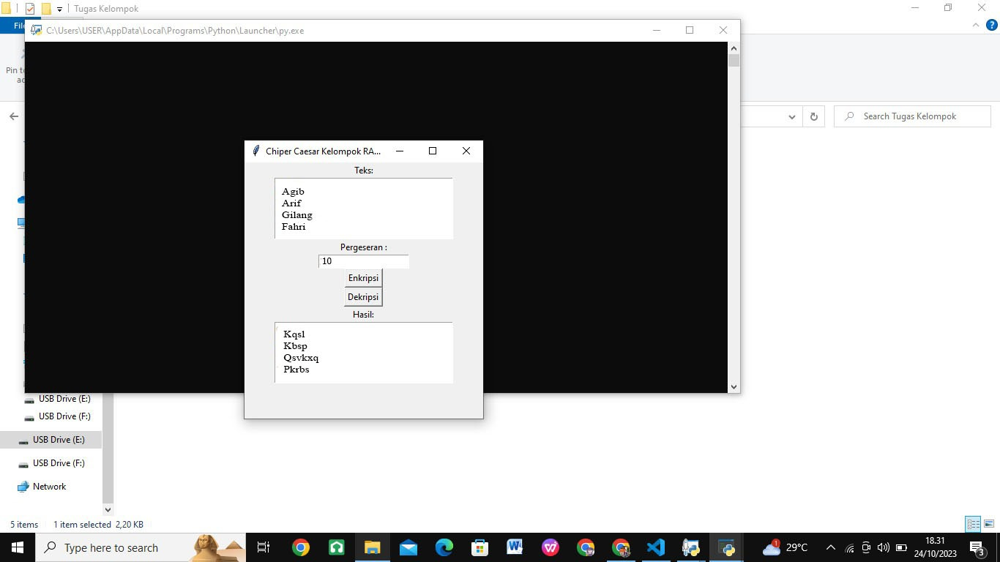 Tugas Kelompok
File
C:\Users\USER\AppData\Local\Programs\Python\Launcher\py.exe
Pin to
Search Tugas Kelompok
Chiper Caesar Kelompok RA...
Teks:
Agib
Arif
Gilang
Fahri
Pergeseran :
10
Enkripsi
Dekripsi
Hasil:
Kqsl
Kbsp
Qsvkxq
Pkrbs
USB Drive (E:)
USB Drive (F:)
USB Drive (E:)
USB Drive (F:)
Network
5 items 1 item selected 2,20 KB
Type here to search
1
29°C
18.31
24/10/2023
3